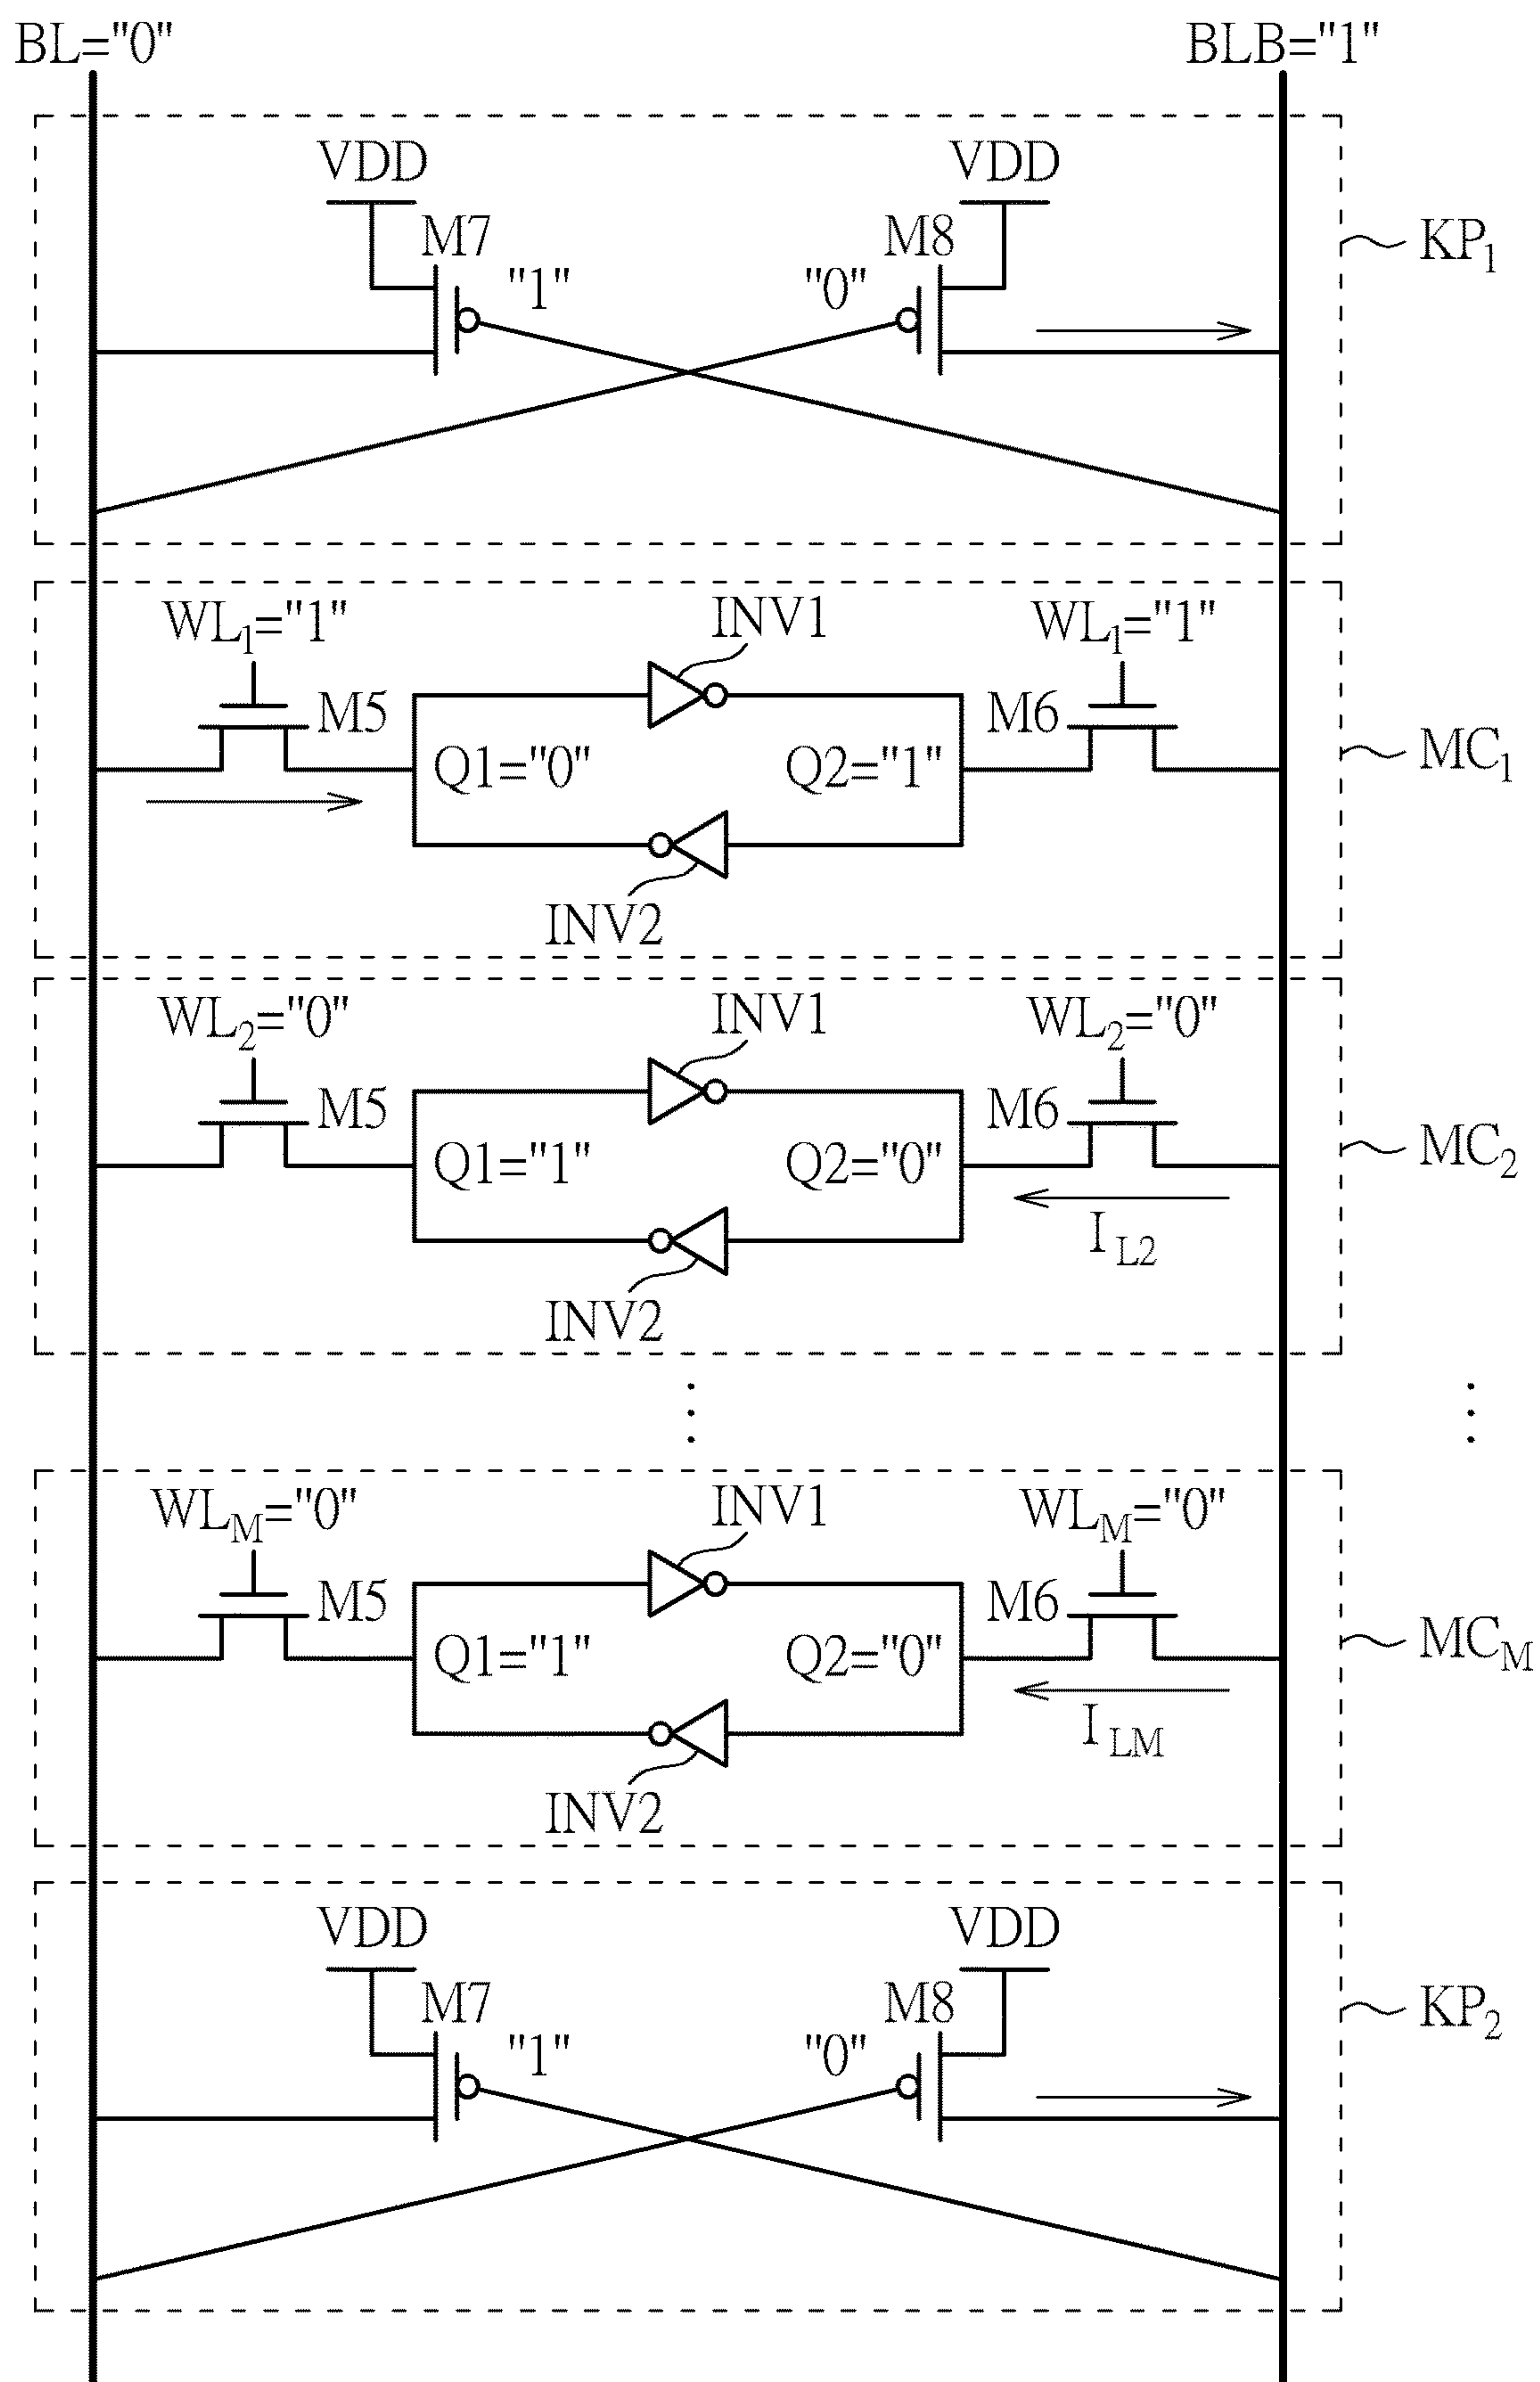 BL="0" BLB="1"
VDD VDD
M7 M8
"1" "0"
KP1
WL1="1" INV1 WL1="1"
M5 M6
Q1="0" Q2="1"
MC1
INV2
WL2="0" INV1 WL2="0"
M5 M6
Q1="1" Q2="0"
MC2
IL2
INV2
WLM="0" INV1 WLM="0"
M5 M6
Q1="1" Q2="0"
MCM
ILM
INV2
VDD VDD
M7 M8
"1" "0"
KP2